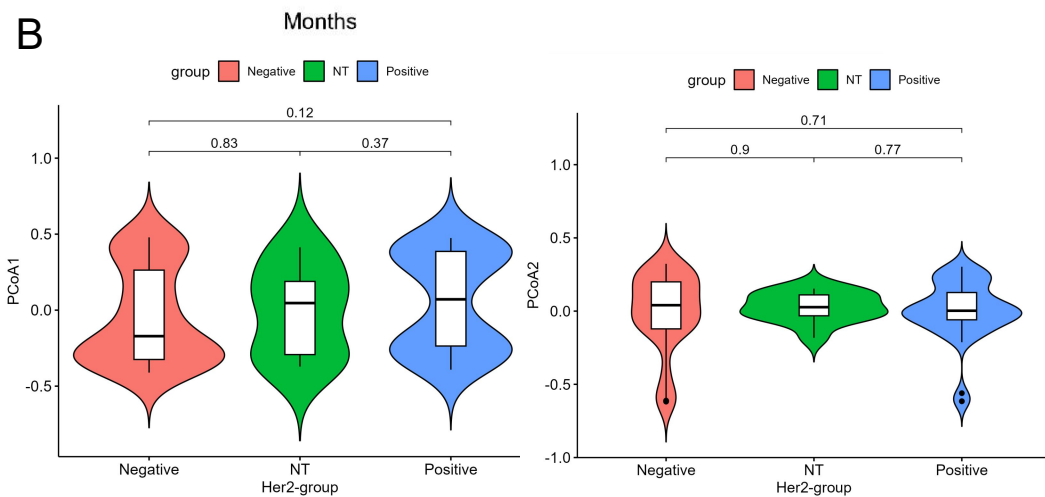 B
Months
group Negative NT Positive
0.12
0.83 0.37
1.0
0.5
0.0
-0.5
PCoA1
Negative NT Positive
Her2-group
group Negative NT Positive
0.71
0.9 0.77
1.0
0.5
0.0
-0.5
-1.0
PCoA2
Negative NT Positive
Her2-group